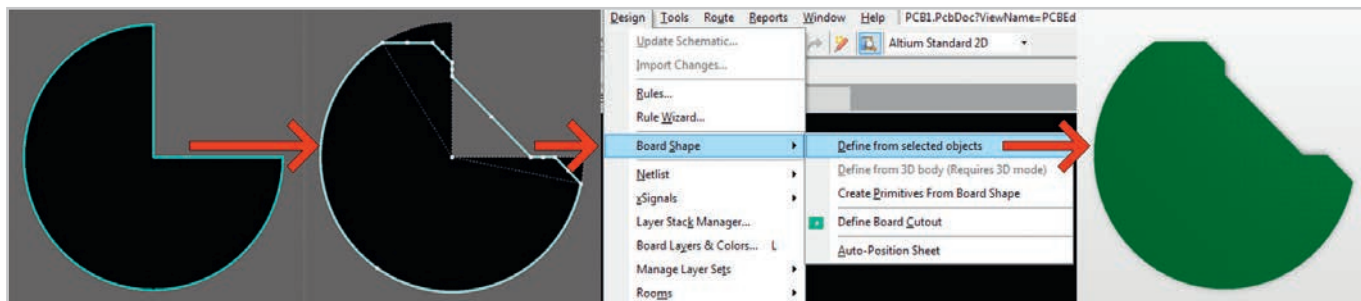 Design Tools Route Reports Window Help PCB1.PcbDoc?ViewName=PCBEd
Update Schematic...
Altium Standard 2D
Import Changes...
Rules...
Rule Wizard...
Board Shape
Define from selected objects
Define from 3D body (Requires 3D mode)
Netlist
Create Primitives From Board Shape
xSignals
Layer Stack Manager...
Define Board Cutout
Board Layers & Colors... L
Auto-Position Sheet
Manage Layer Sets
Rooms